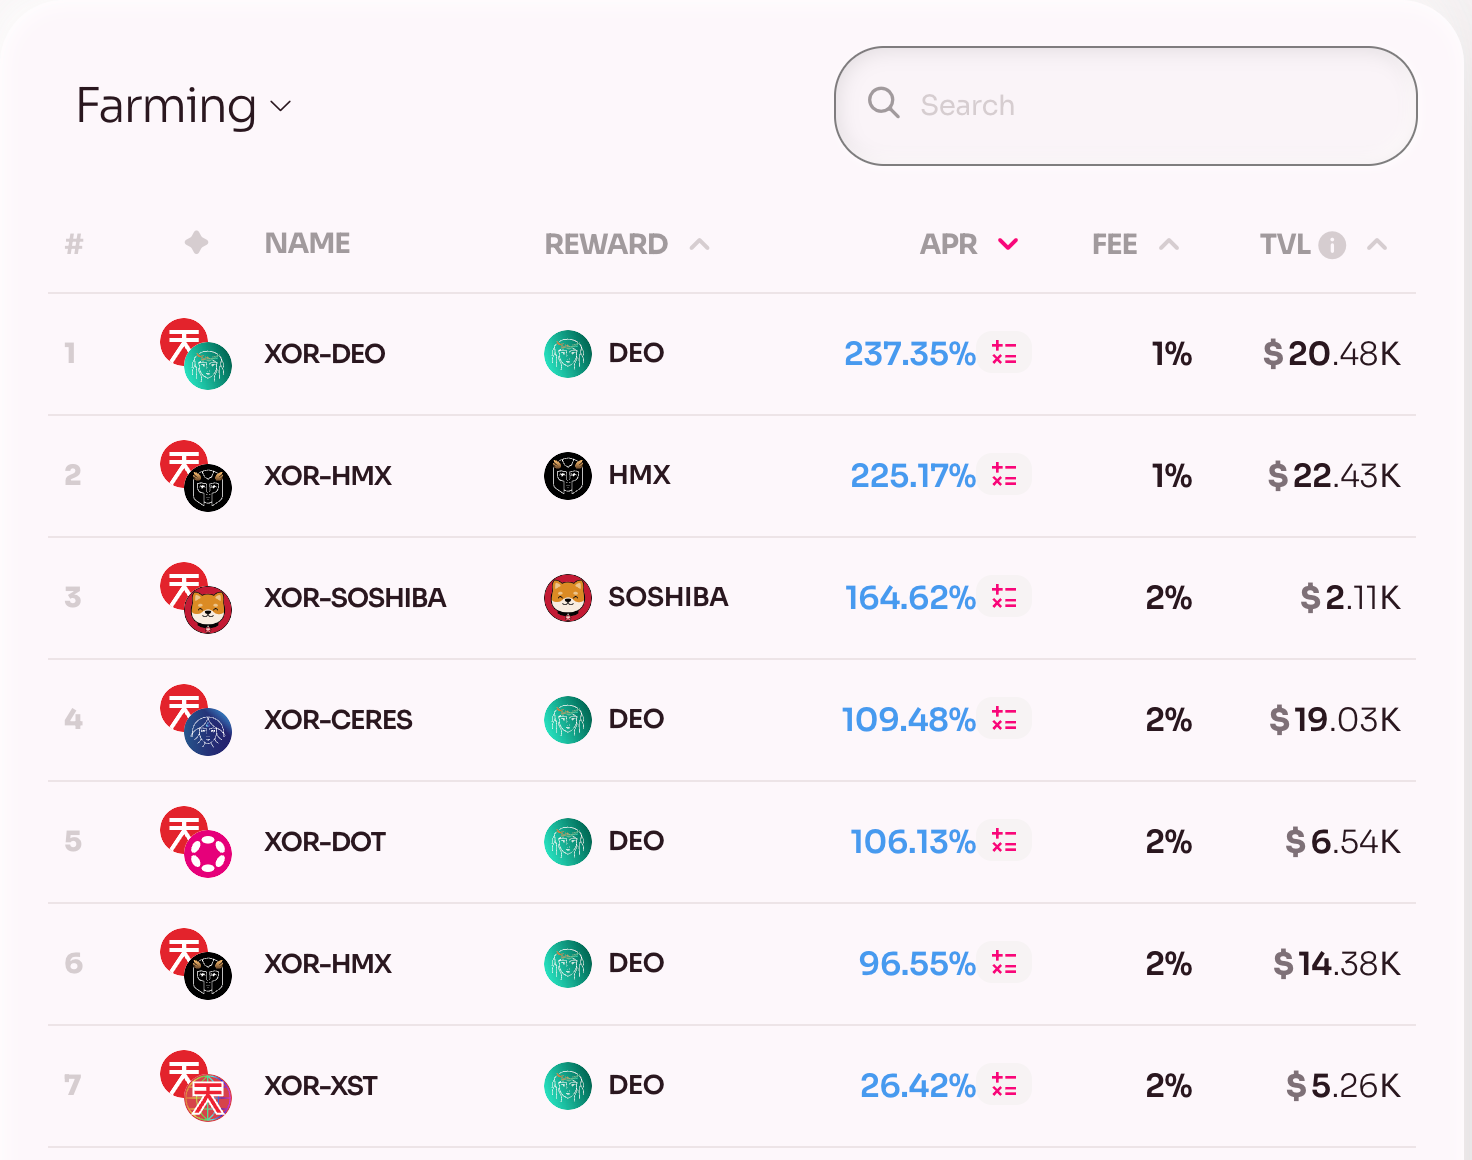 Farming
Search
# NAME REWARD APR FEE TVL
1 XOR-DEO DEO 237.35% 1% $20.48K
2 XOR-HMX HMX 225.17% 1% $22.43K
3 XOR-SOSHIBA SOSHIBA 164.62% 2% $2.11K
4 XOR-CERES DEO 109.48% 2% $19.03K
5 XOR-DOT DEO 106.13% 2% $6.54K
6 XOR-HMX DEO 96.55% 2% $14.38K
7 XOR-XST DEO 26.42% 2% $5.26K